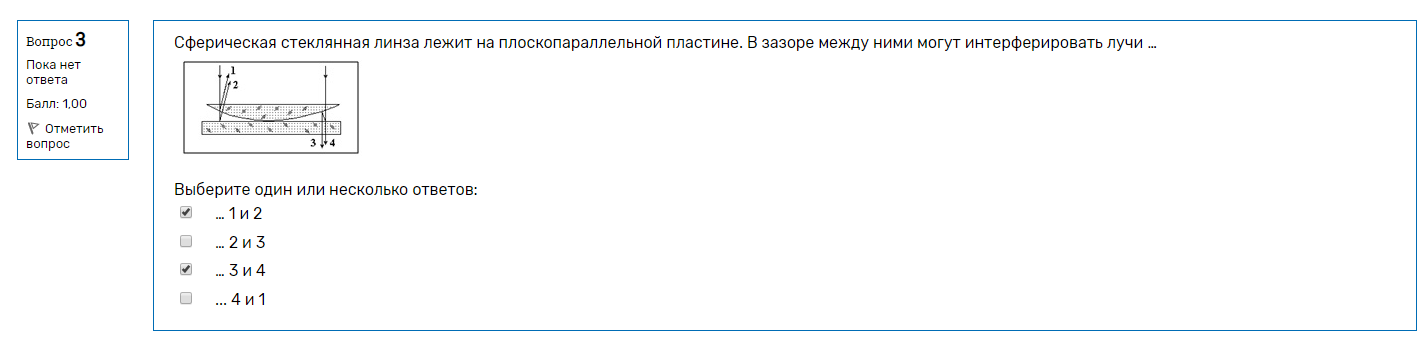 Вопрос 3
Пока нет
ответа
Балл: 1,00
Отметить
вопрос
Сферическая стеклянная линза лежит на плоскопараллельной пластине. В зазоре между ними могут интерферировать лучи ...
1
2
3 4
Выберите один или несколько ответов:
... 1 и 2
... 2 и 3
... 3 и 4
... 4 и 1